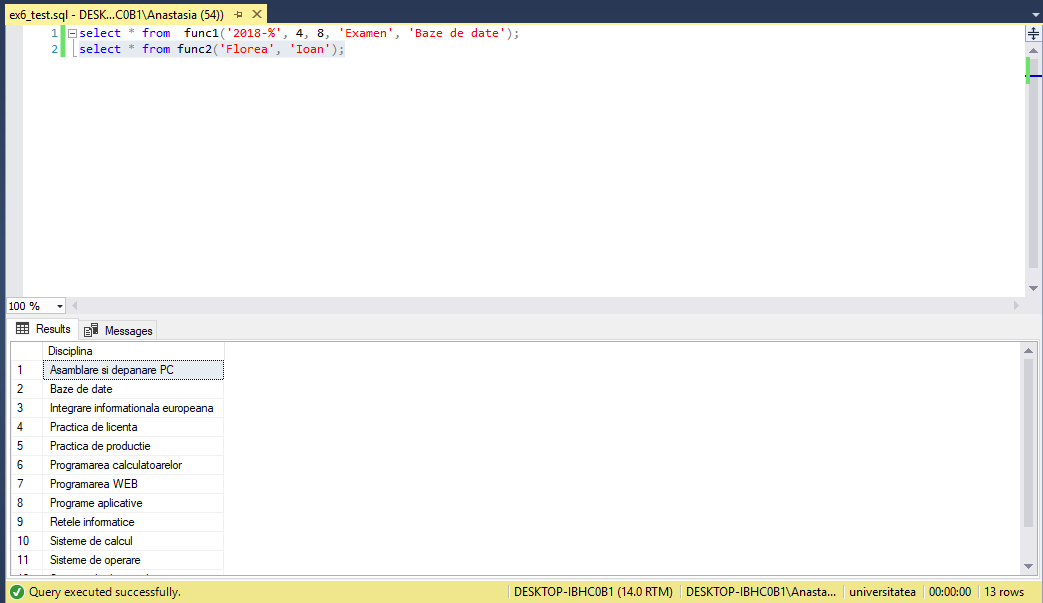 ex6_test.sql - DESK...C0B1\Anastasia (54))
1 select * from  func1('2018-%', 4, 8, 'Examen', 'Baze de date');
2 select * from func2('Florea', 'Ioan');
100 %
Results Messages
Disciplina
1 Asamblare si depanare PC
2 Baze de date
3 Integrare informationala europeana
4 Practica de licenta
5 Practica de productie
6 Programarea calculatoarelor
7 Programarea WEB
8 Programe aplicative
9 Retele informatice
10 Sisteme de calcul
11 Sisteme de operare
Query executed successfully. DESKTOP-IBHC0B1 (14.0 RTM) DESKTOP-IBHC0B1\Anasta... universitatea 00:00:00 13 rows